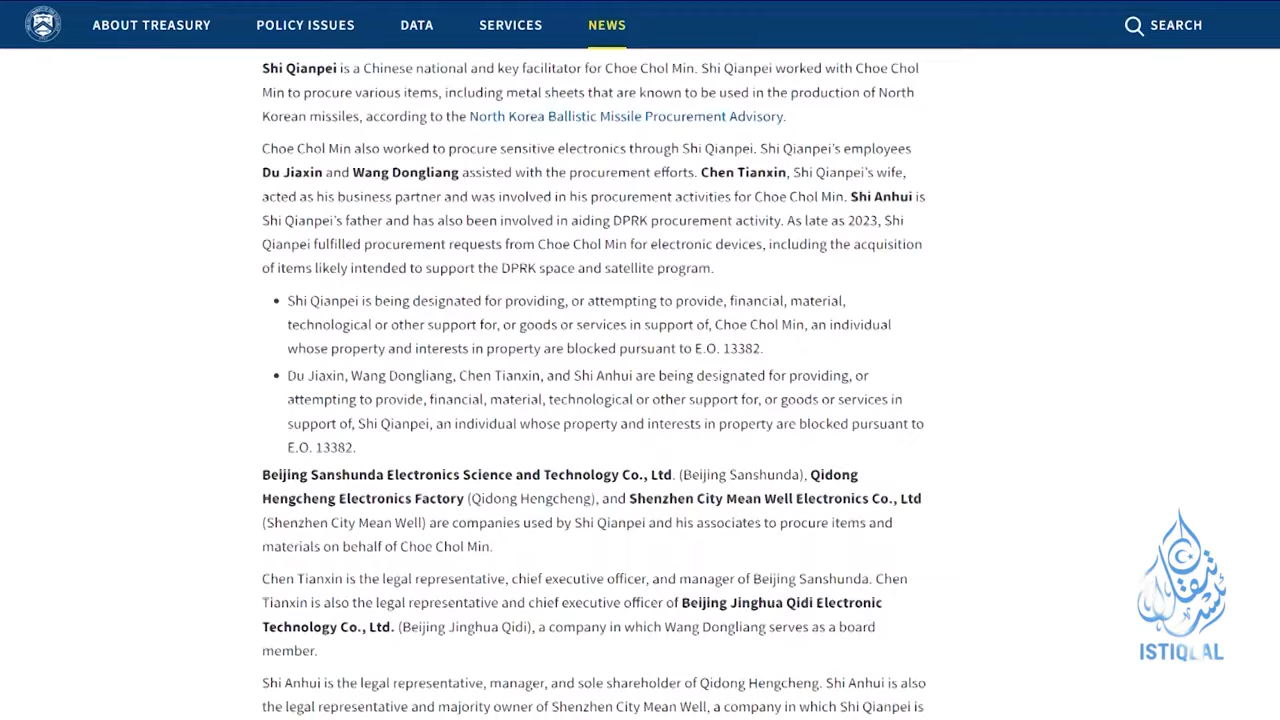 ABOUT TREASURY POLICY ISSUES DATA SERVICES NEWS SEARCH
Shi Qianpei is a Chinese national and key facilitator for Choe Chol Min. Shi Qianpei worked with Choe Chol
Min to procure various items, including metal sheets that are known to be used in the production of North
Korean missiles, according to the North Korea Ballistic Missile Procurement Advisory.
Choe Chol Min also worked to procure sensitive electronics through Shi Qianpei. Shi Qianpei's employees
Du Jiaxin and Wang Dongliang assisted with the procurement efforts. Chen Tianxin, Shi Qianpei's wife,
acted as his business partner and was involved in his procurement activities for Choe Chol Min. Shi Anhui is
Shi Qianpei's father and has also been involved in aiding DPRK procurement activity. As late as 2023, Shi
Qianpei fulfilled procurement requests from Choe Chol Min for electronic devices, including the acquisition
of items likely intended to support the DPRK space and satellite program.
• Shi Qianpei is being designated for providing, or attempting to provide, financial, material,
technological or other support for, or goods or services in support of, Choe Chol Min, an individual
whose property and interests in property are blocked pursuant to E.O. 13382.
• Du Jiaxin, Wang Dongliang, Chen Tianxin, and Shi Anhui are being designated for providing, or
attempting to provide, financial, material, technological or other support for, or goods or services in
support of, Shi Qianpei, an individual whose property and interests in property are blocked pursuant to
E.O. 13382.
Beijing Sanshunda Electronics Science and Technology Co., Ltd. (Beijing Sanshunda), Qidong
Hengcheng Electronics Factory (Qidong Hengcheng), and Shenzhen City Mean Well Electronics Co., Ltd
(Shenzhen City Mean Well) are companies used by Shi Qianpei and his associates to procure items and
materials on behalf of Choe Chol Min.
Chen Tianxin is the legal representative, chief executive officer, and manager of Beijing Sanshunda. Chen
Tianxin is also the legal representative and chief executive officer of Beijing Jinghua Qidi Electronic
Technology Co., Ltd. (Beijing Jinghua Qidi), a company in which Wang Dongliang serves as a board
member.
Shi Anhui is the legal representative, manager, and sole shareholder of Qidong Hengcheng. Shi Anhui is also
the legal representative and majority owner of Shenzhen City Mean Well, a company in which Shi Qianpei is
ISTIQLAL